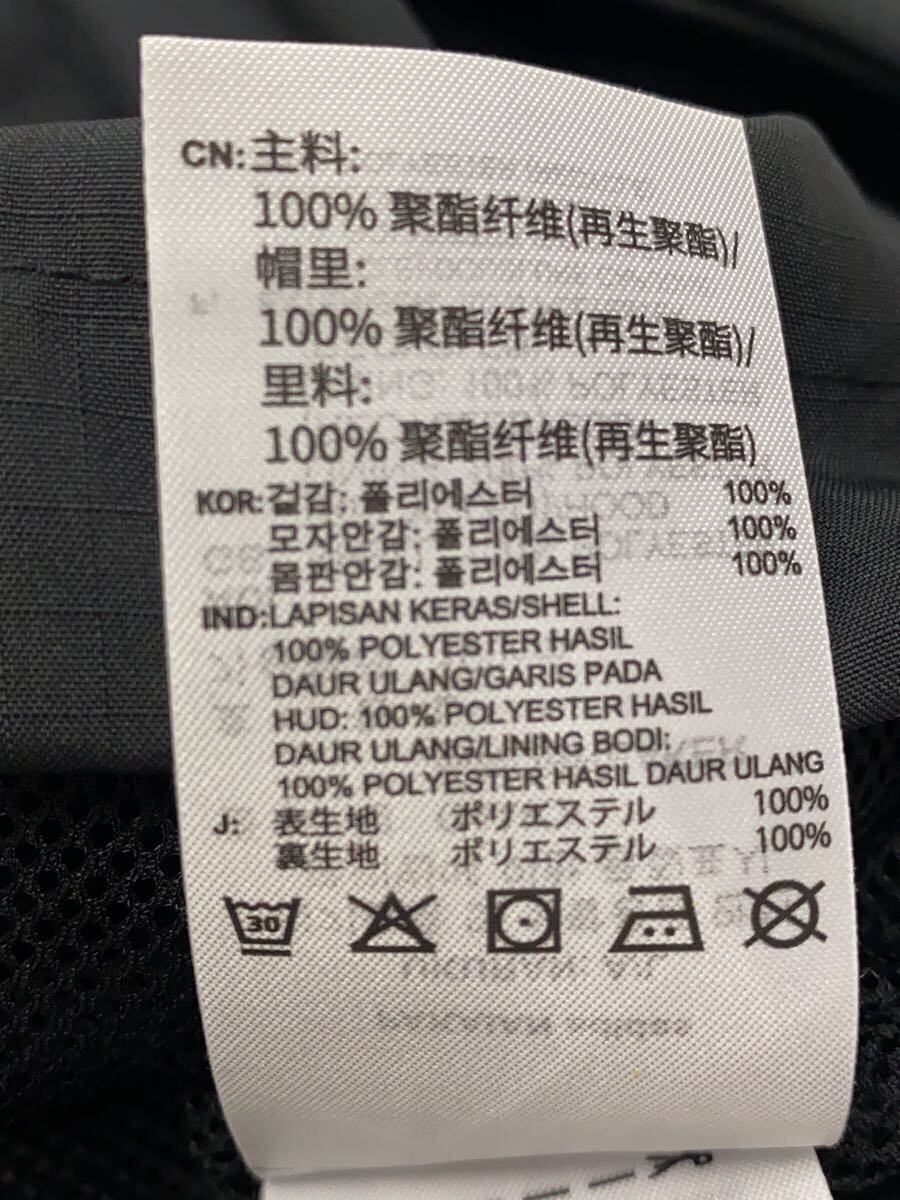 CN:主料:
100% 聚酯纤维(再生聚酯)/
帽里:
100% 聚酯纤维(再生聚酯)/
里料:
100% 聚酯纤维(再生聚酯)
KOR:겉감: 폴리에스터 100%
모자안감: 폴리에스터 100%
몸판안감: 폴리에스터 100%
IND:LAPISAN KERAS/SHELL:
100% POLYESTER HASIL
DAUR ULANG/GARIS PADA
HUD: 100% POLYESTER HASIL
DAUR ULANG/LINING BODI:
100% POLYESTER HASIL DAUR ULANG
J: 表生地 ポリエステル 100%
裏生地 ポリエステル 100%
30